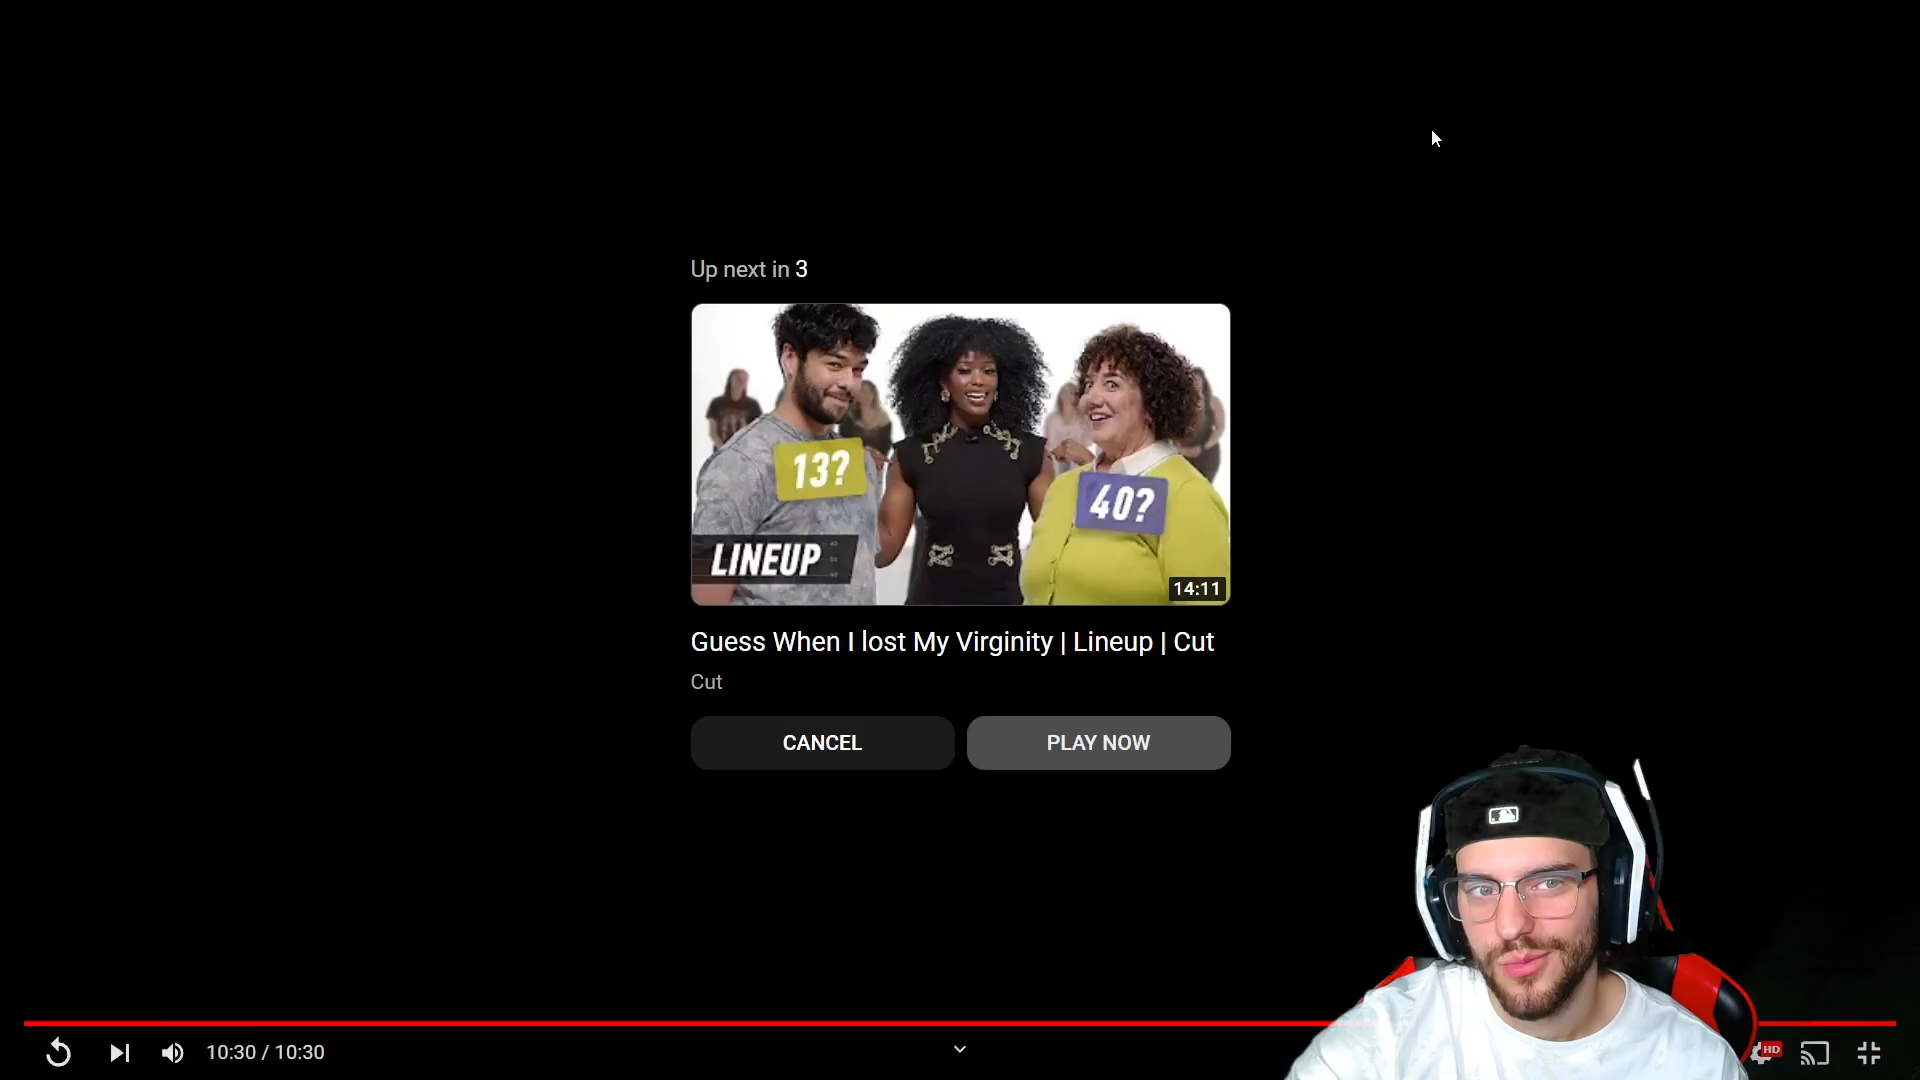 Up next in 3
13?
40?
LINEUP
14:11
Guess When I lost My Virginity | Lineup | Cut
Cut
CANCEL
PLAY NOW
10:30 / 10:30
HD